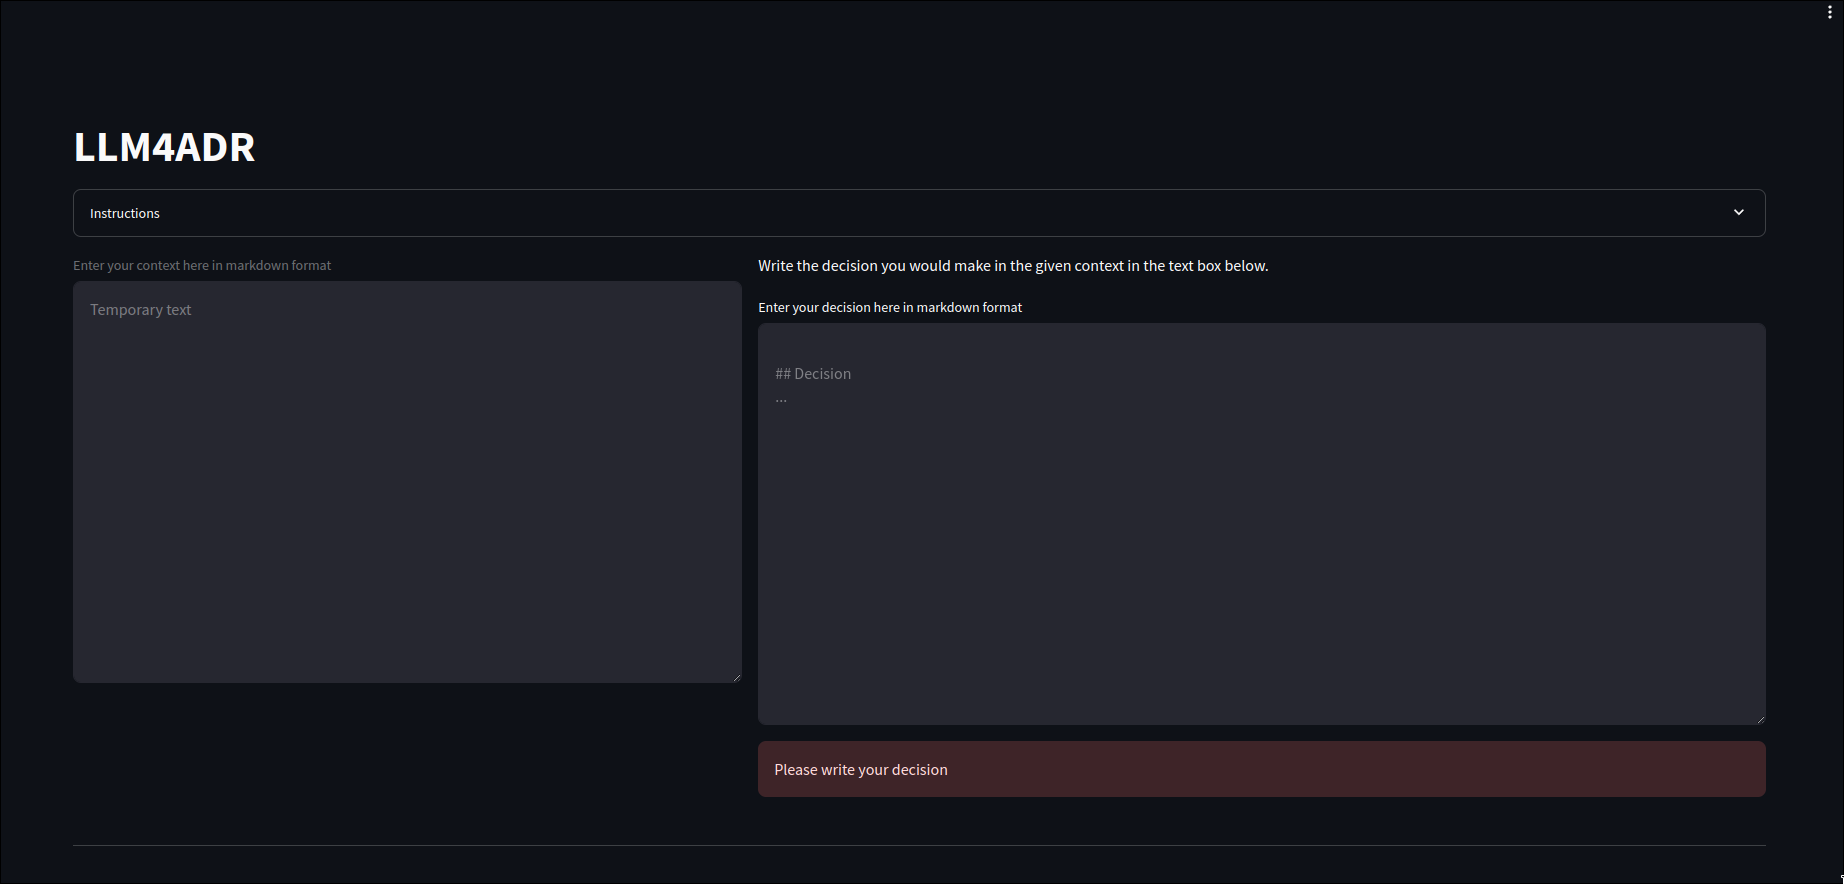 LLM4ADR
Instructions
Enter your context here in markdown format
Temporary text
Write the decision you would make in the given context in the text box below.
Enter your decision here in markdown format
## Decision
...
Please write your decision